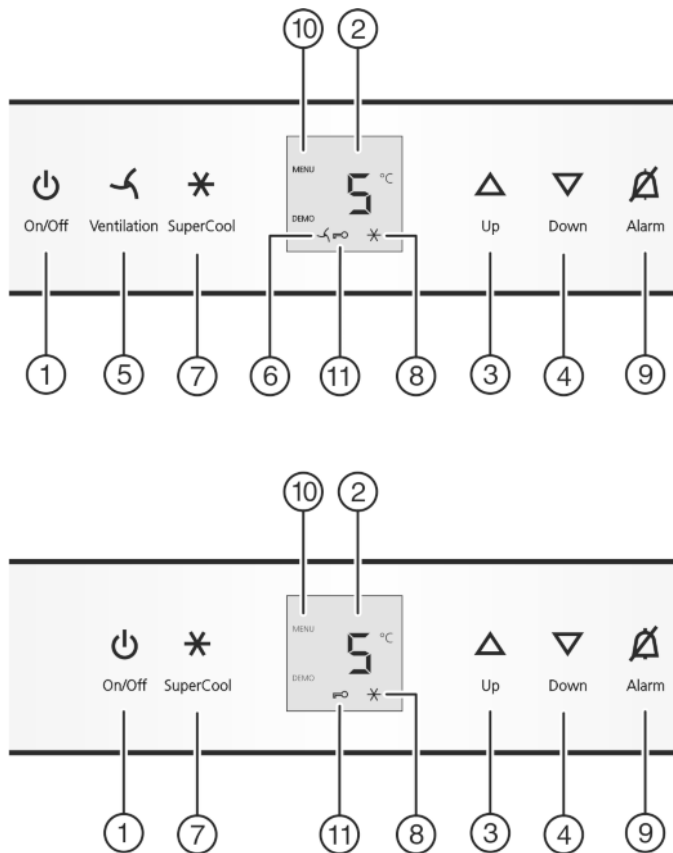 10 2
MENU
5 °C
DEMO
On/Off Ventilation SuperCool Up Down Alarm
1 5 7 6 11 8 3 4 9
10 2
MENU
5 °C
DEMO
On/Off SuperCool Up Down Alarm
1 7 11 8 3 4 9